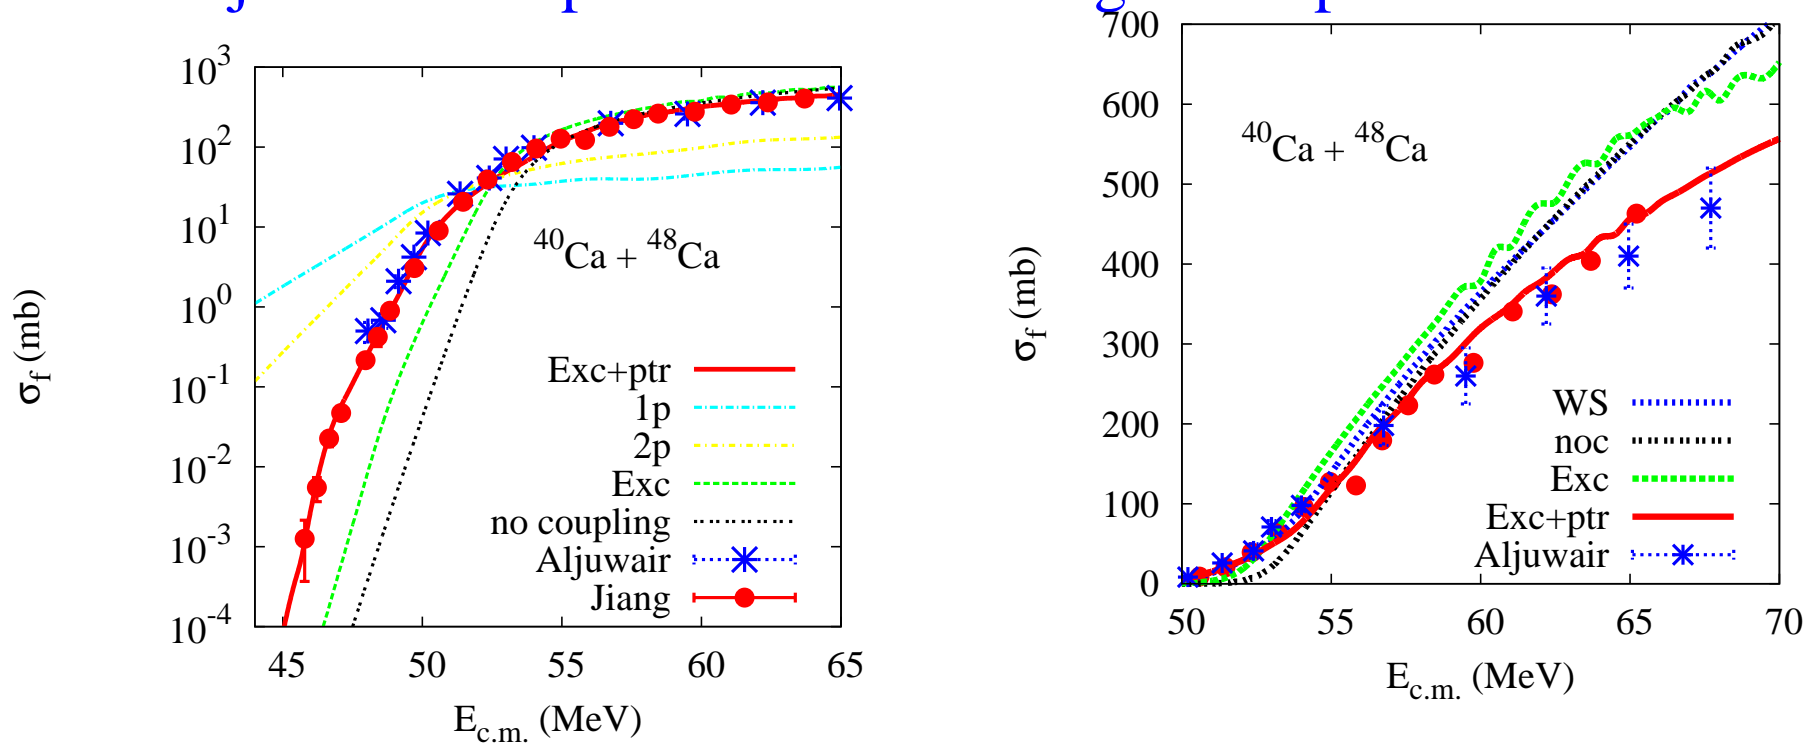 10^3
10^2
10^1
10^0
10^-1
10^-2
10^-3
10^-4
σ_f (mb)
^40Ca + ^48Ca
Exc+ptr
1p
2p
Exc
no coupling
Aljuwair
Jiang
45 50 55 60 65
E_c.m. (MeV)
700
600
500
400
300
200
100
0
σ_f (mb)
^40Ca + ^48Ca
WS
noc
Exc
Exc+ptr
Aljuwair
50 55 60 65 70
E_c.m. (MeV)